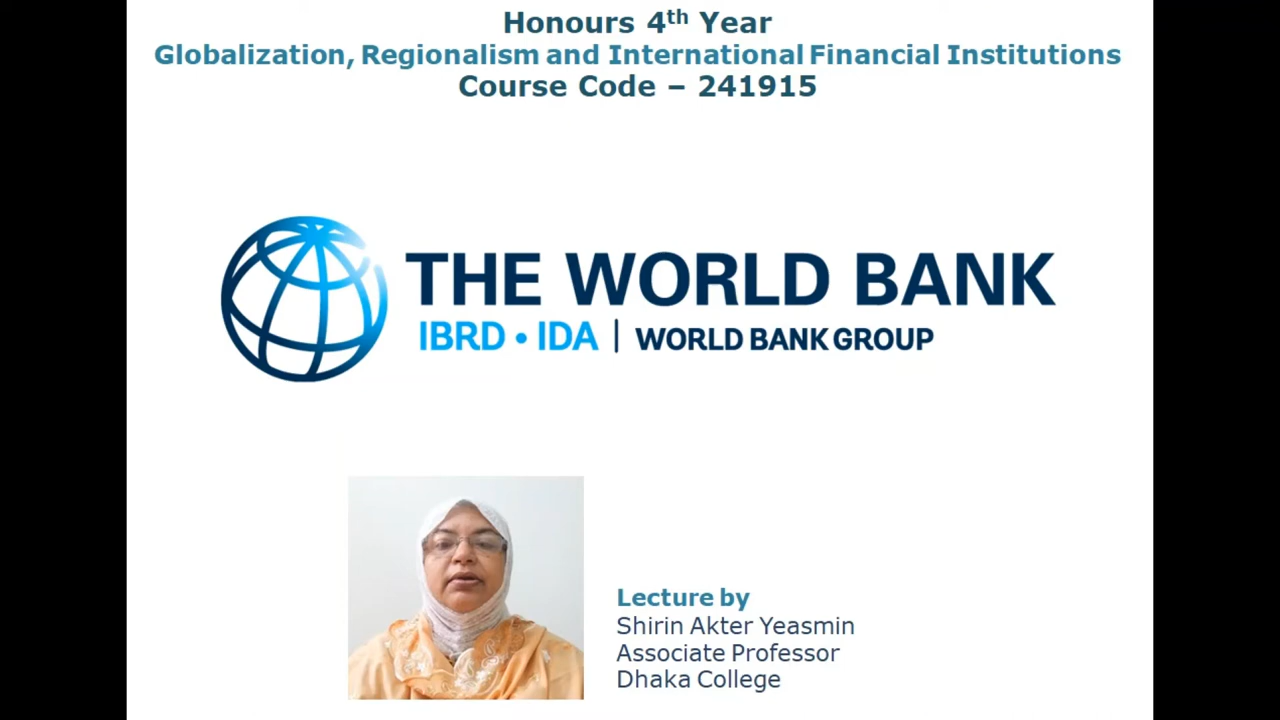 Honours 4th Year
Globalization, Regionalism and International Financial Institutions
Course Code – 241915
THE WORLD BANK
IBRD • IDA | WORLD BANK GROUP
Lecture by
Shirin Akter Yeasmin
Associate Professor
Dhaka College